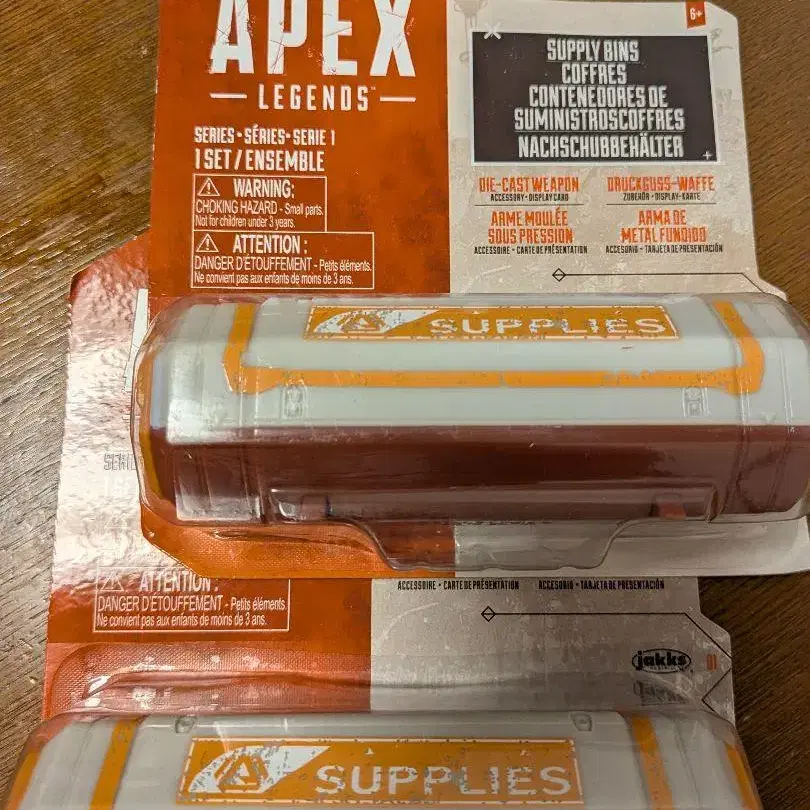 APEX
LEGENDS™
SERIES • SÉRIES • SERIE 1
1 SET / ENSEMBLE
WARNING:
CHOKING HAZARD - Small parts.
Not for children under 3 years.
ATTENTION :
DANGER D'ÉTOUFFEMENT - Petits éléments.
Ne convient pas aux enfants de moins de 3 ans.
6+
SUPPLY BINS
COFFRES
CONTENEDORES DE
SUMINISTROSCOFFRES
NACHSCHUBBEHÄLTER
DIE-CAST WEAPON
ACCESSORY • DISPLAY CARD
DRUCKGUSS-WAFFE
ZUBEHÖR • DISPLAY-KARTE
ARME MOULÉE
SOUS PRESSION
ACCESSOIRE • CARTE DE PRÉSENTATION
ARMA DE
METAL FUNDIDO
ACCESORIO • TARJETA DE PRESENTACIÓN
SUPPLIES
ATTENTION :
DANGER D'ÉTOUFFEMENT - Petits éléments.
Ne convient pas aux enfants de moins de 3 ans.
ACCESSOIRE • CARTE DE PRÉSENTATION
ACCESORIO • TARJETA DE PRESENTACIÓN
jakks
01
SUPPLIES